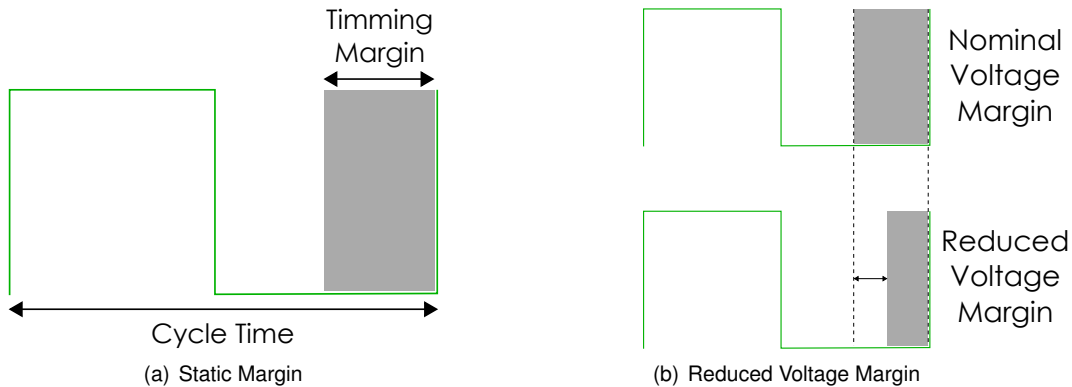 Timming
Margin
Cycle Time
(a) Static Margin
Nominal
Voltage
Margin
Reduced
Voltage
Margin
(b) Reduced Voltage Margin